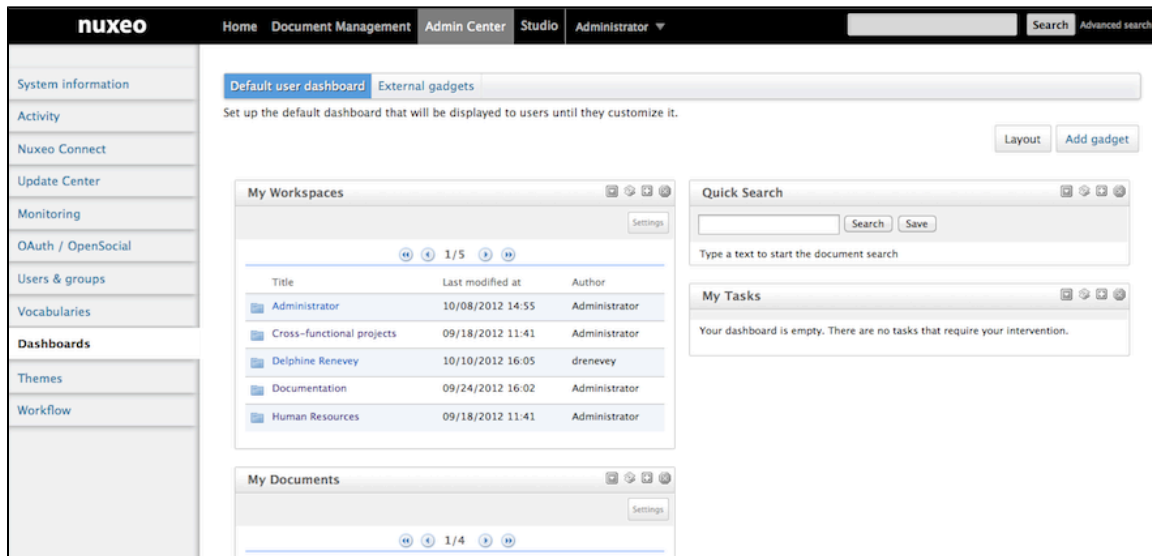 nuxeo
Home Document Management Admin Center Studio Administrator
Search Advanced search
System information
Activity
Nuxeo Connect
Update Center
Monitoring
OAuth / OpenSocial
Users & groups
Vocabularies
Dashboards
Themes
Workflow
Default user dashboard External gadgets
Set up the default dashboard that will be displayed to users until they customize it.
Layout Add gadget
My Workspaces
Settings
1/5
Title Last modified at Author
Administrator 10/08/2012 14:55 Administrator
Cross-functional projects 09/18/2012 11:41 Administrator
Delphine Renevey 10/10/2012 16:05 drenevey
Documentation 09/24/2012 16:02 Administrator
Human Resources 09/18/2012 11:41 Administrator
My Documents
Settings
1/4
Quick Search
Search Save
Type a text to start the document search
My Tasks
Your dashboard is empty. There are no tasks that require your intervention.